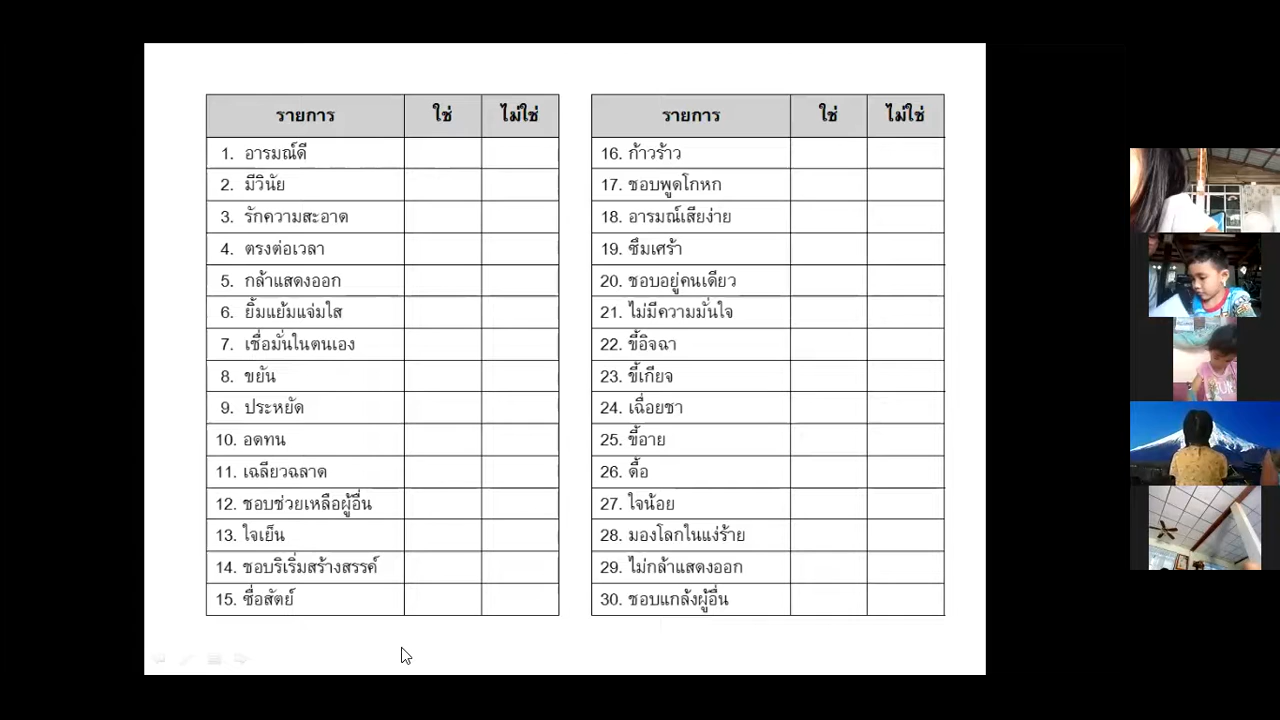 รายการ ใช่ ไม่ใช่
1. อารมณ์ดี
2. มีวินัย
3. รักความสะอาด
4. ตรงต่อเวลา
5. กล้าแสดงออก
6. ยิ้มแย้มแจ่มใส
7. เชื่อมั่นในตนเอง
8. ขยัน
9. ประหยัด
10. อดทน
11. เฉลียวฉลาด
12. ชอบช่วยเหลือผู้อื่น
13. ใจเย็น
14. ชอบริเริ่มสร้างสรรค์
15. ซื่อสัตย์
รายการ ใช่ ไม่ใช่
16. ก้าวร้าว
17. ชอบพูดโกหก
18. อารมณ์เสียง่าย
19. ซึมเศร้า
20. ชอบอยู่คนเดียว
21. ไม่มีความมั่นใจ
22. ขี้อิจฉา
23. ขี้เกียจ
24. เฉื่อยชา
25. ขี้อาย
26. ดื้อ
27. ใจน้อย
28. มองโลกในแง่ร้าย
29. ไม่กล้าแสดงออก
30. ชอบแกล้งผู้อื่น